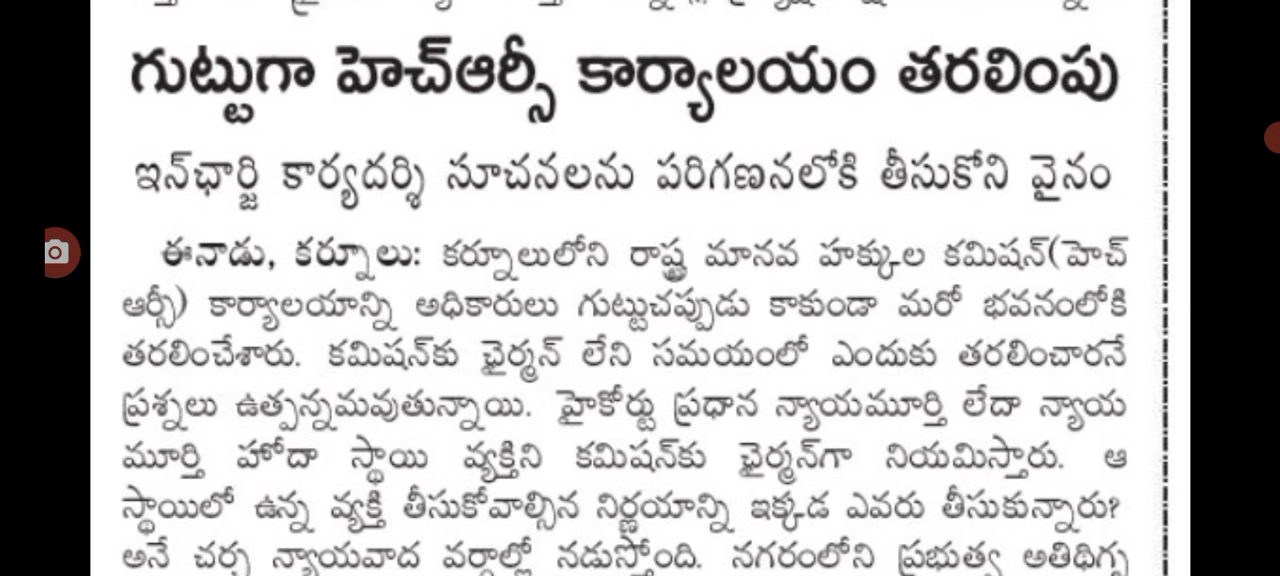 గుట్టుగా హెచ్ఆర్సీ కార్యాలయం తరలింపు
ఇన్‌ఛార్జి కార్యదర్శి సూచనలను పరిగణనలోకి తీసుకోని వైనం
ఈనాడు, కర్నూలు: కర్నూలులోని రాష్ట్ర మానవ హక్కుల కమిషన్(హెచ్
ఆర్సీ) కార్యాలయాన్ని అధికారులు గుట్టుచప్పుడు కాకుండా మరో భవనంలోకి
తరలించేశారు. కమిషన్‌కు ఛైర్మన్ లేని సమయంలో ఎందుకు తరలించారనే
ప్రశ్నలు ఉత్పన్నమవుతున్నాయి. హైకోర్టు ప్రధాన న్యాయమూర్తి లేదా న్యాయ
మూర్తి హోదా స్థాయి వ్యక్తిని కమిషన్‌కు ఛైర్మన్‌గా నియమిస్తారు. ఆ
స్థాయిలో ఉన్న వ్యక్తి తీసుకోవాల్సిన నిర్ణయాన్ని ఇక్కడ ఎవరు తీసుకున్నారు?
అనే చర్చ న్యాయవాద వర్గాల్లో నడుస్తోంది. నగరంలోని ప్రభుత్వ అతిథిగృ